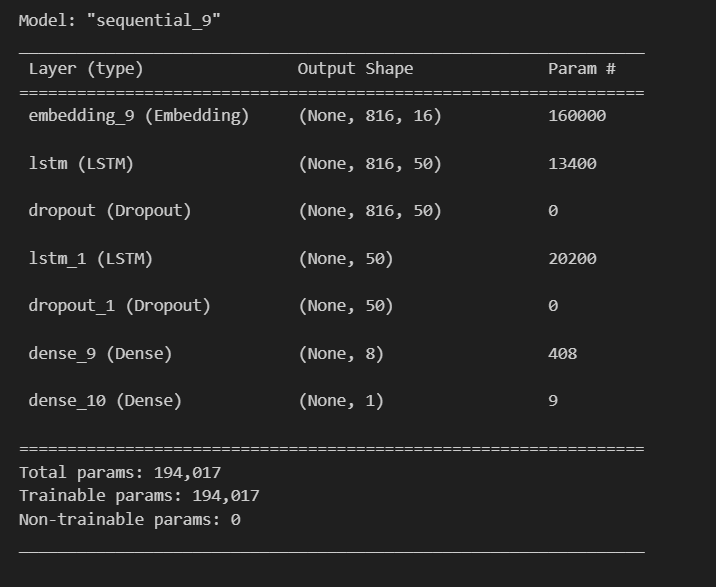 Model: "sequential_9"
Layer (type) Output Shape Param #
embedding_9 (Embedding) (None, 816, 16) 160000
lstm (LSTM) (None, 816, 50) 13400
dropout (Dropout) (None, 816, 50) 0
lstm_1 (LSTM) (None, 50) 20200
dropout_1 (Dropout) (None, 50) 0
dense_9 (Dense) (None, 8) 408
dense_10 (Dense) (None, 1) 9
Total params: 194,017
Trainable params: 194,017
Non-trainable params: 0